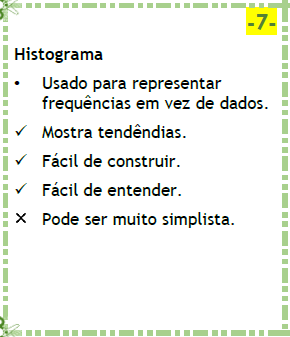 -7-
Histograma
• Usado para representar
frequências em vez de dados.
✓ Mostra tendêndias.
✓ Fácil de construir.
✓ Fácil de entender.
✕ Pode ser muito simplista.